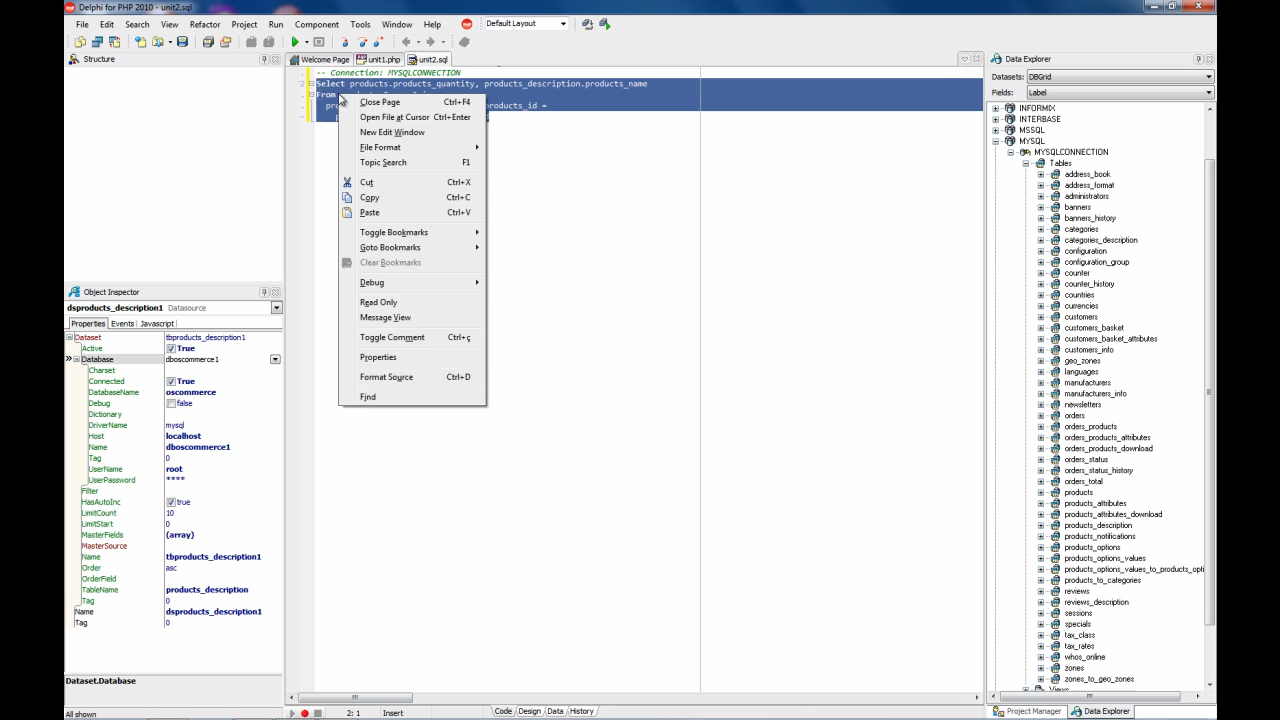 Delphi for PHP 2010 - unit2.sql
File Edit Search View Refactor Project Run Component Tools Window Help Default Layout
Structure
Welcome Page unit1.php unit2.sql
-- Connection: MYSQLCONNECTION
Select products.products_quantity, products_description.products_name
From
products_id =
Close Page Ctrl+F4
Open File at Cursor Ctrl+Enter
New Edit Window
File Format
Topic Search F1
Cut Ctrl+X
Copy Ctrl+C
Paste Ctrl+V
Toggle Bookmarks
Goto Bookmarks
Clear Bookmarks
Debug
Read Only
Message View
Toggle Comment Ctrl+ç
Properties
Format Source Ctrl+D
Find
Object Inspector
dsproducts_description1 Datasource
Properties Events Javascript
Dataset tbproducts_description1
Active True
Database dboscommerce1
Charset
Connected True
DatabaseName oscommerce
Debug false
Dictionary
DriverName mysql
Host localhost
Name dboscommerce1
Tag 0
UserName root
UserPassword ****
Filter
HasAutoInc true
LimitCount 10
LimitStart 0
MasterFields (array)
MasterSource
Name tbproducts_description1
Order asc
OrderField
TableName products_description
Tag 0
Name dsproducts_description1
Tag 0
Dataset.Database
All shown
2: 1 Insert Code Design Data History
Data Explorer
Datasets: DBGrid
Fields: Label
INFORMIX
INTERBASE
MSSQL
MYSQL
MYSQLCONNECTION
Tables
address_book
address_format
administrators
banners
banners_history
categories
categories_description
configuration
configuration_group
counter
counter_history
countries
currencies
customers
customers_basket
customers_basket_attributes
customers_info
geo_zones
languages
manufacturers
manufacturers_info
newsletters
orders
orders_products
orders_products_attributes
orders_products_download
orders_status
orders_status_history
orders_total
products
products_attributes
products_attributes_download
products_description
products_notifications
products_options
products_options_values
products_options_values_to_products_opti
products_to_categories
reviews
reviews_description
sessions
specials
tax_class
tax_rates
whos_online
zones
zones_to_geo_zones
Views
Project Manager Data Explorer